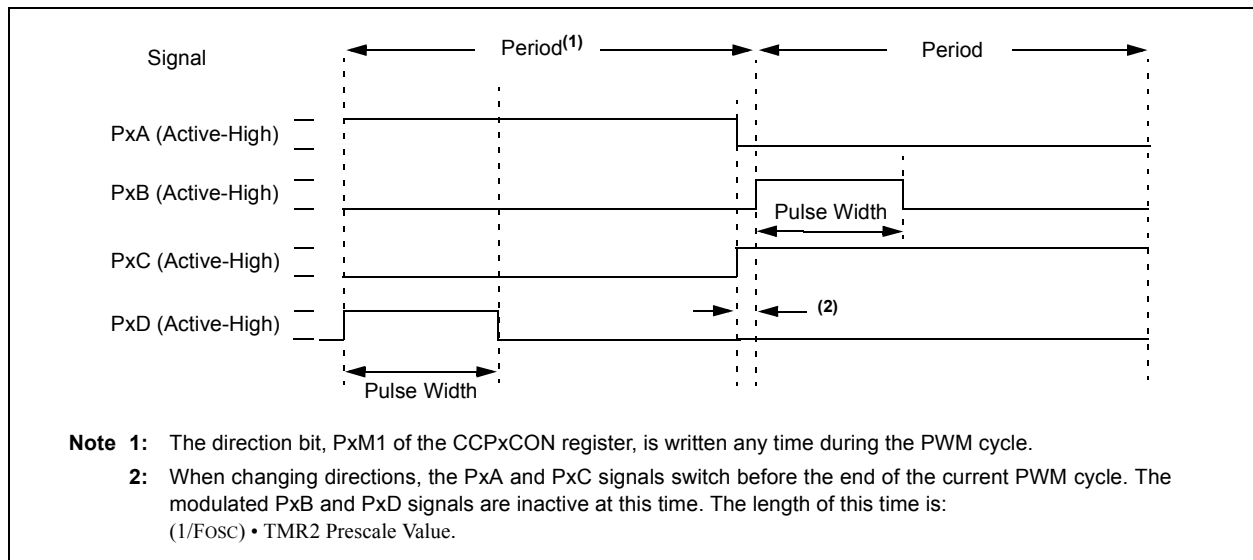 Signal
Period(1)
Period
PxA (Active-High)
PxB (Active-High)
Pulse Width
PxC (Active-High)
(2)
PxD (Active-High)
Pulse Width
Note 1: The direction bit, PxM1 of the CCPxCON register, is written any time during the PWM cycle.
2: When changing directions, the PxA and PxC signals switch before the end of the current PWM cycle. The
modulated PxB and PxD signals are inactive at this time. The length of this time is:
(1/FOSC) • TMR2 Prescale Value.